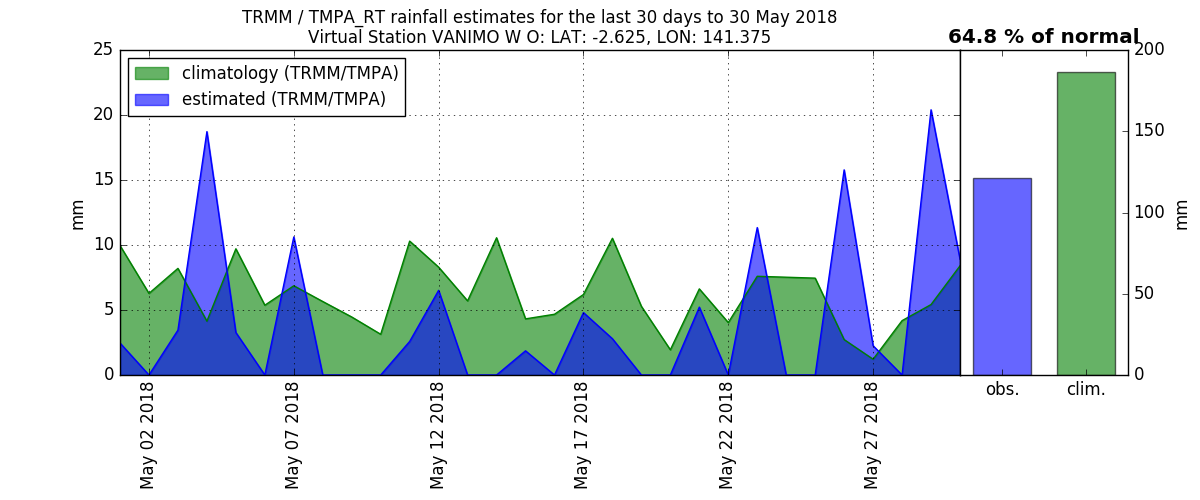 TRMM / TMPA_RT rainfall estimates for the last 30 days to 30 May 2018
Virtual Station VANIMO W O: LAT: -2.625, LON: 141.375
64.8 % of normal
climatology (TRMM/TMPA)
estimated (TRMM/TMPA)
25
20
15
10
5
0
mm
May 02 2018
May 07 2018
May 12 2018
May 17 2018
May 22 2018
May 27 2018
200
150
100
50
0
mm
obs.
clim.